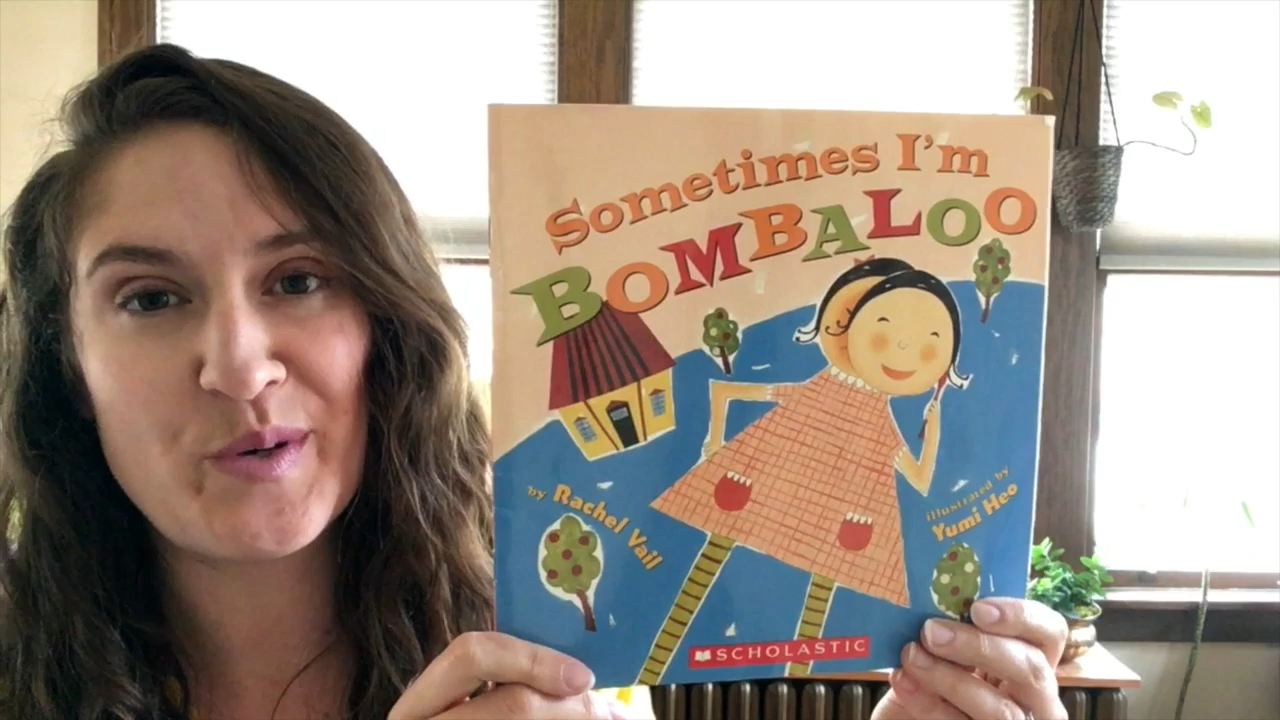 Sometimes I'm
BOMBALOO
by Rachel Vail
illustrated by
Yumi Heo
SCHOLASTIC